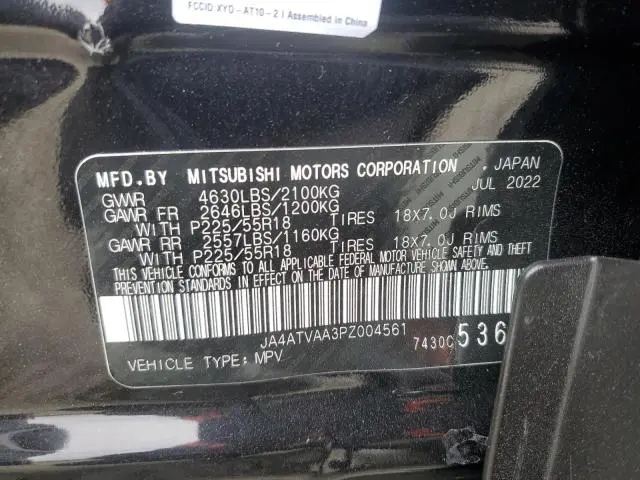 FCCID:XYO-AT10-2 | Assembled in China
MFD.BY MITSUBISHI MOTORS CORPORATION , JAPAN
GVWR 4630LBS/2100KG JUL 2022
GAWR FR 2646LBS/1200KG
WITH P225/55R18 TIRES 18X7.0J RIMS
GAWR RR 2557LBS/1160KG
WITH P225/55R18 TIRES 18X7.0J RIMS
THIS VEHICLE CONFORMS TO ALL APPLICABLE FEDERAL MOTOR VEHICLE SAFETY AND THEFT
PREVENTION STANDARDS IN EFFECT ON THE DATE OF MANUFACTURE SHOWN ABOVE.
JA4ATVAA3PZ004561 7430C 536
VEHICLE TYPE: MPV